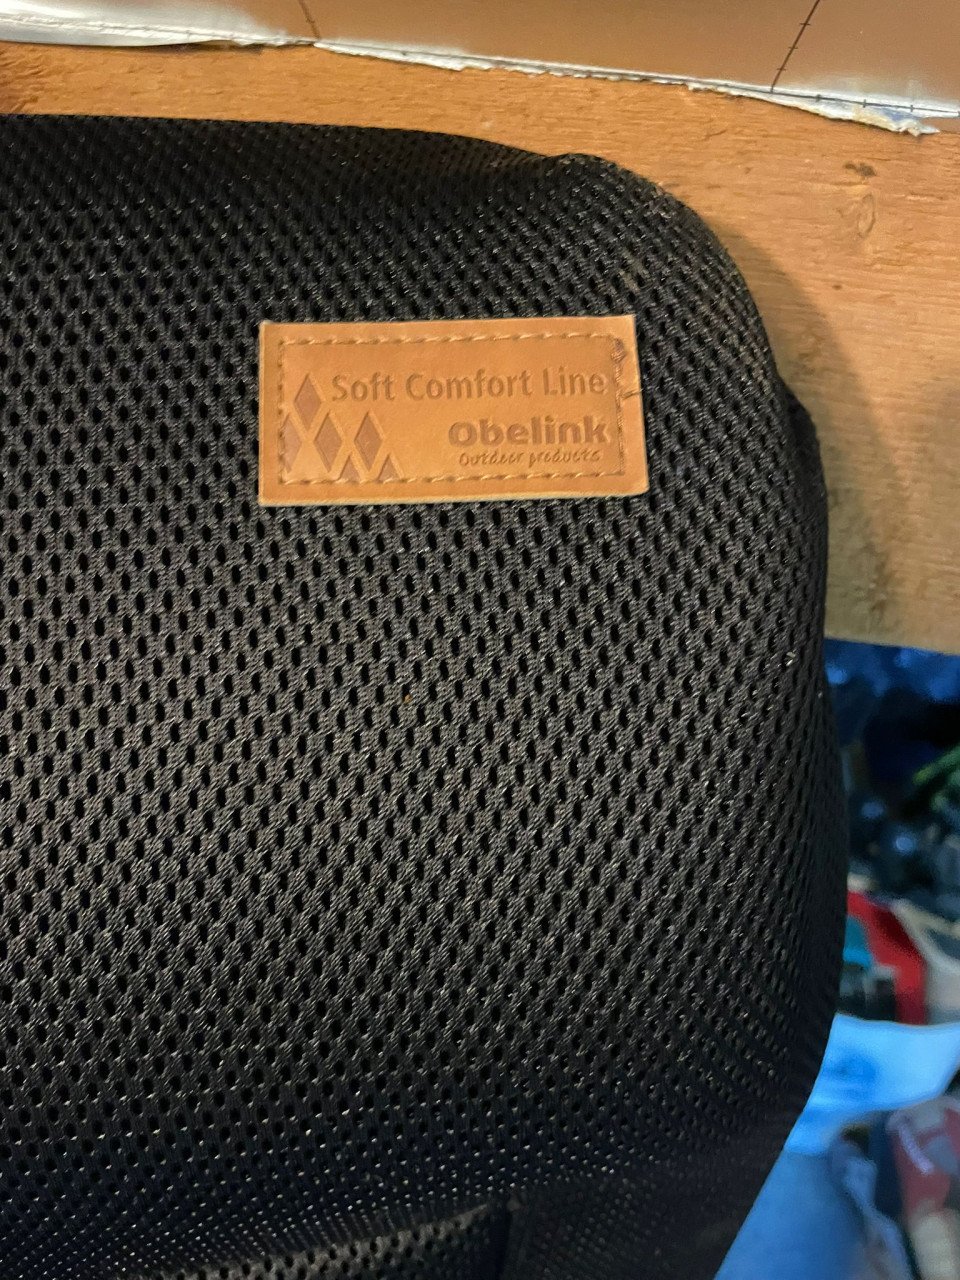 Soft Comfort Line
Obelink
Outdoor products